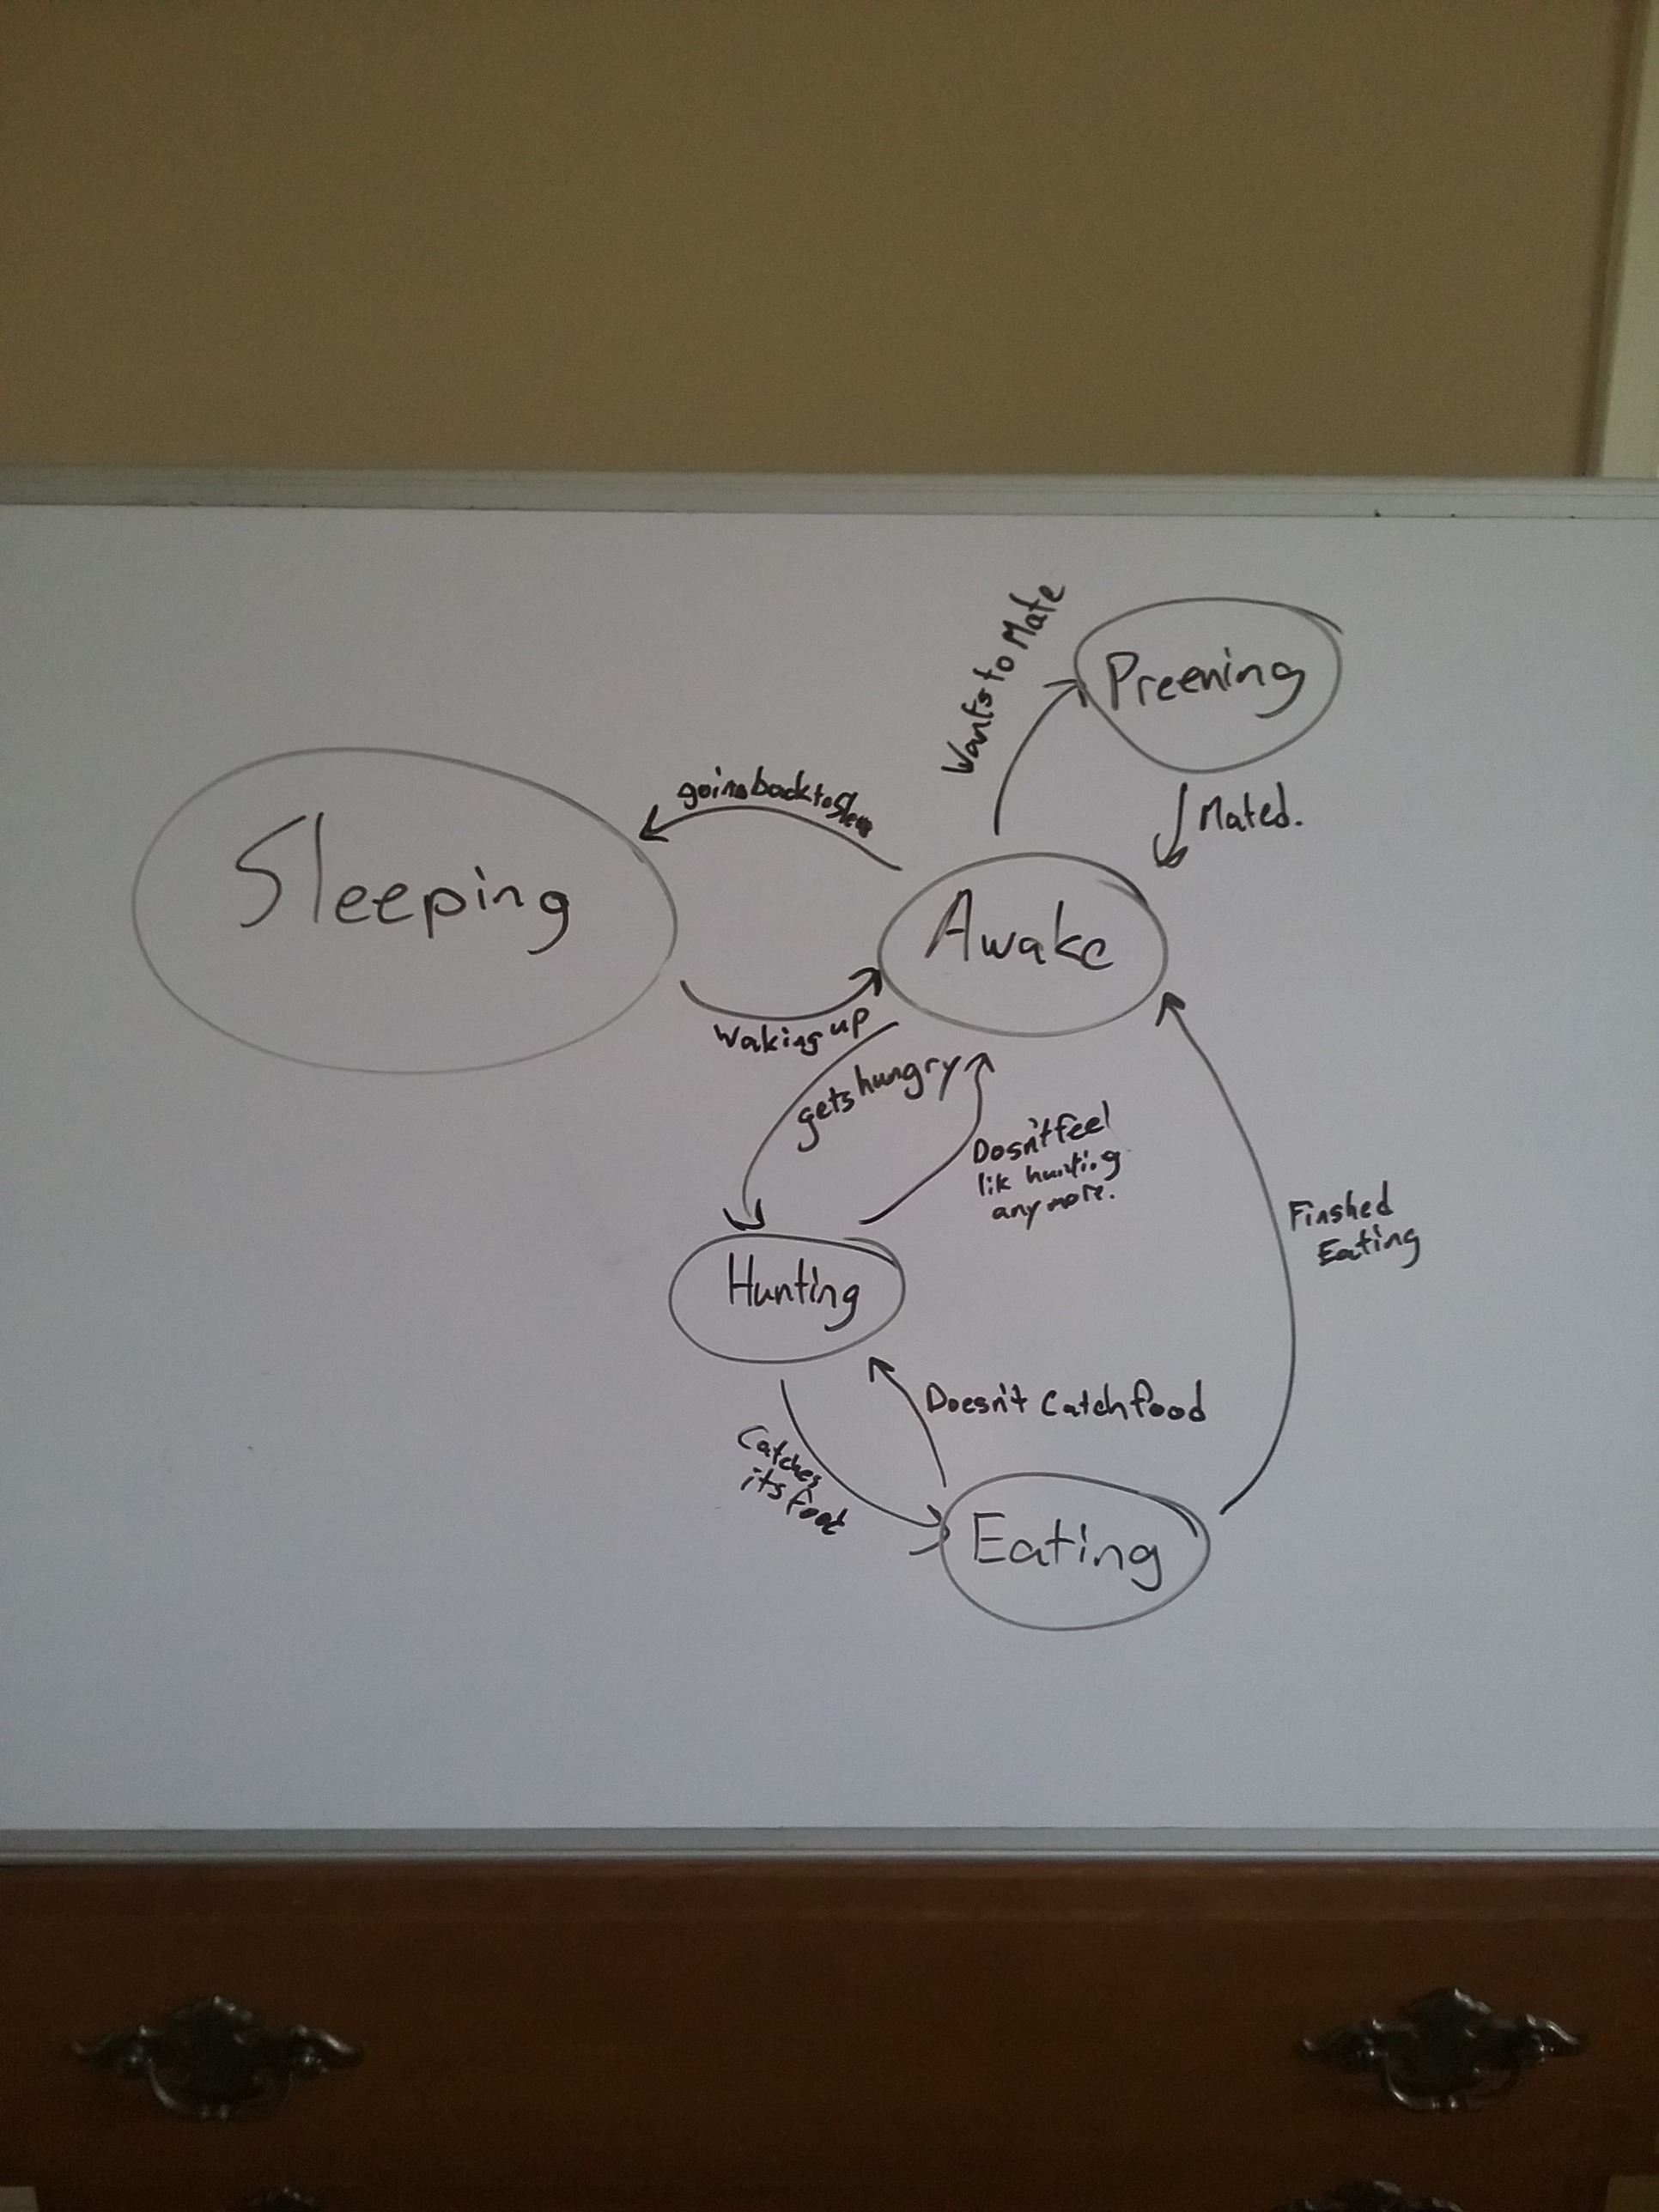 Wants to Mate
Preening
Mated.
going back to Sleep
Sleeping
Awake
Waking up
gets hungry
Dosn't feel
lik hunting
any more.
Hunting
Finshed
Eating
Doesn't Catch food
Catches
its food
Eating